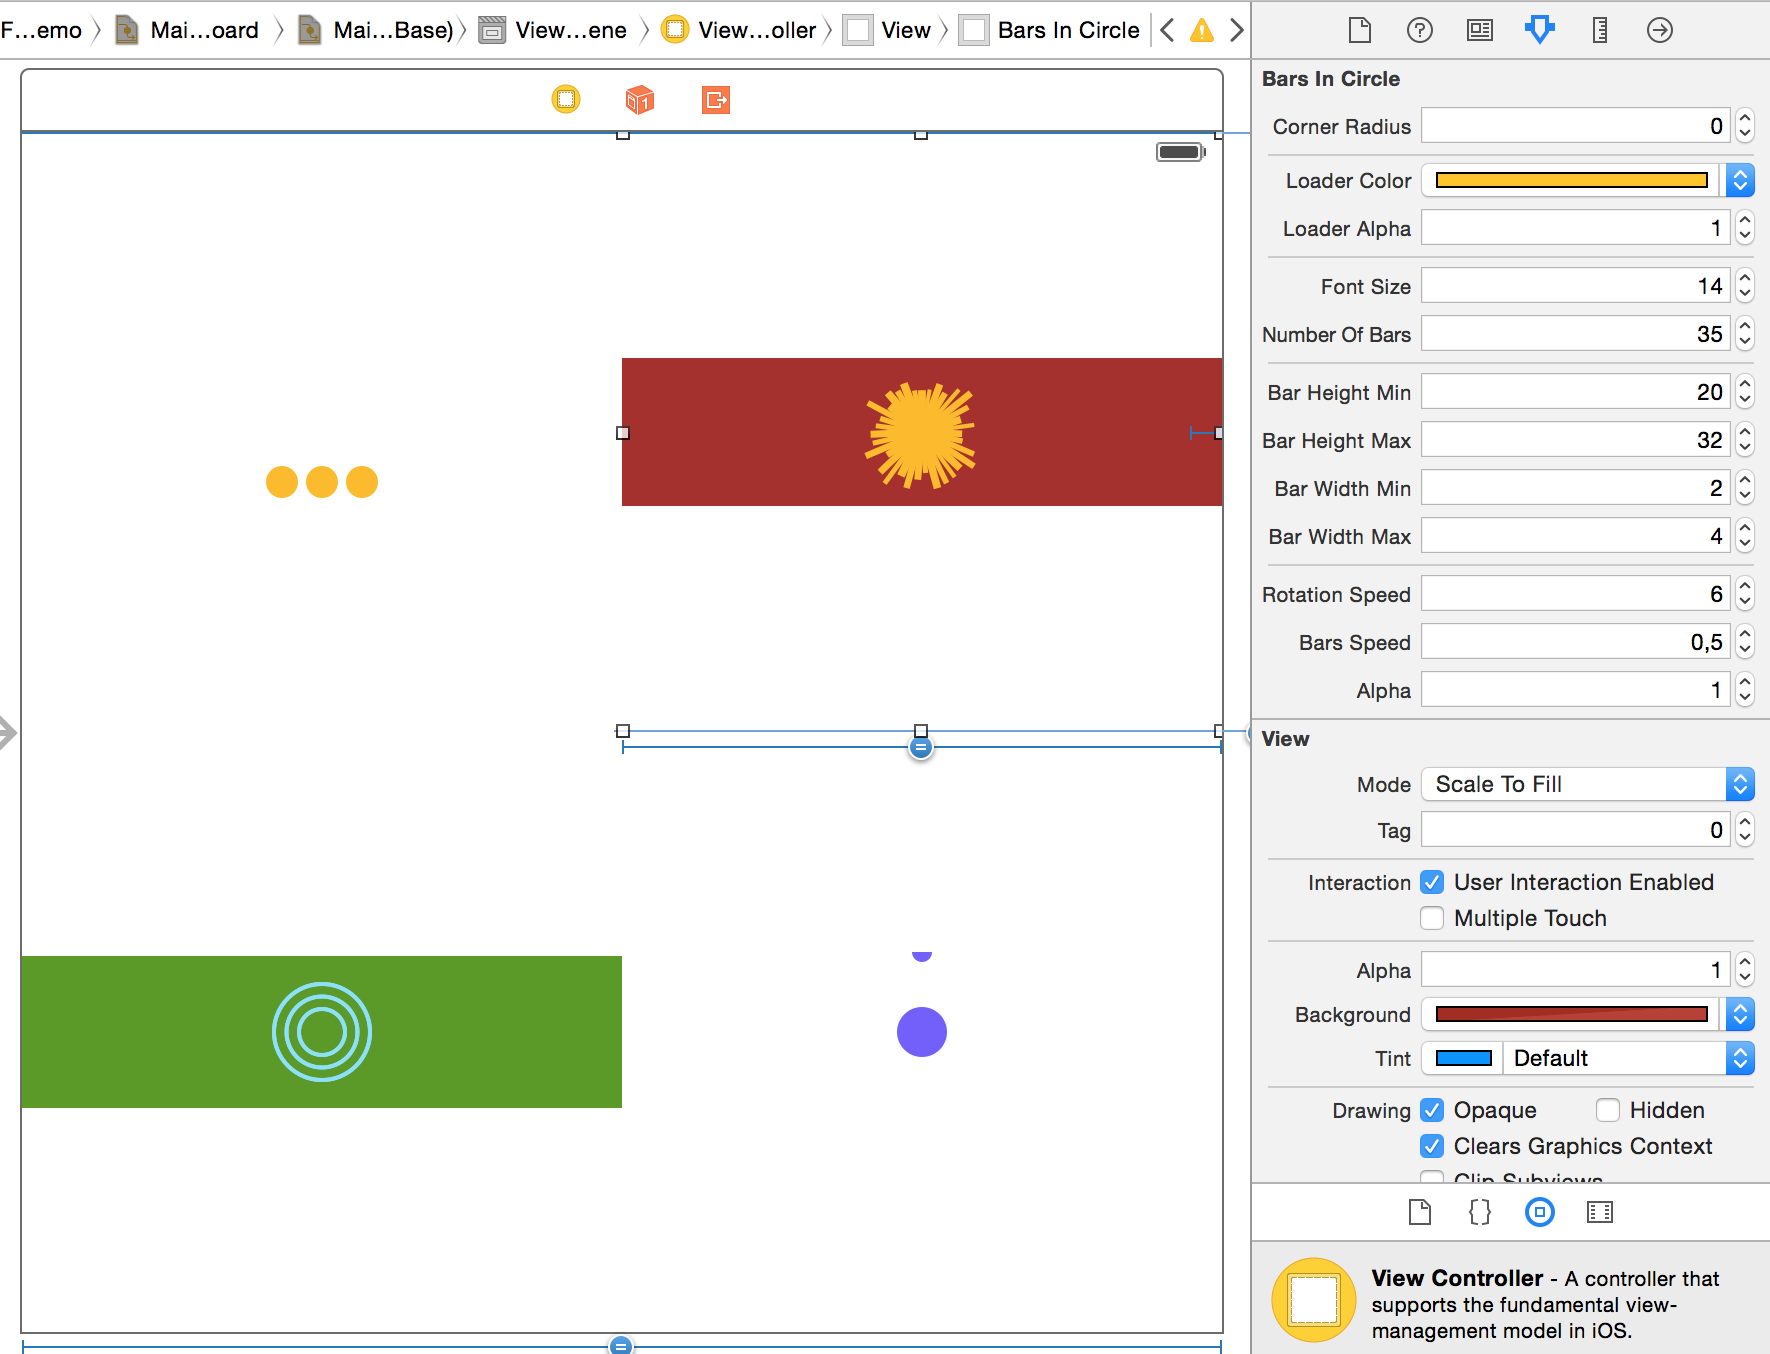 F...emo Mai...oard Mai...Base) View...ene View...oller View Bars In Circle
1
Bars In Circle
Corner Radius 0
Loader Color
Loader Alpha 1
Font Size 14
Number Of Bars 35
Bar Height Min 20
Bar Height Max 32
Bar Width Min 2
Bar Width Max 4
Rotation Speed 6
Bars Speed 0,5
Alpha 1
View
Mode Scale To Fill
Tag 0
Interaction User Interaction Enabled
Multiple Touch
Alpha 1
Background
Tint Default
Drawing Opaque Hidden
Clears Graphics Context
Clip Subviews
View Controller - A controller that
supports the fundamental view-
management model in iOS.